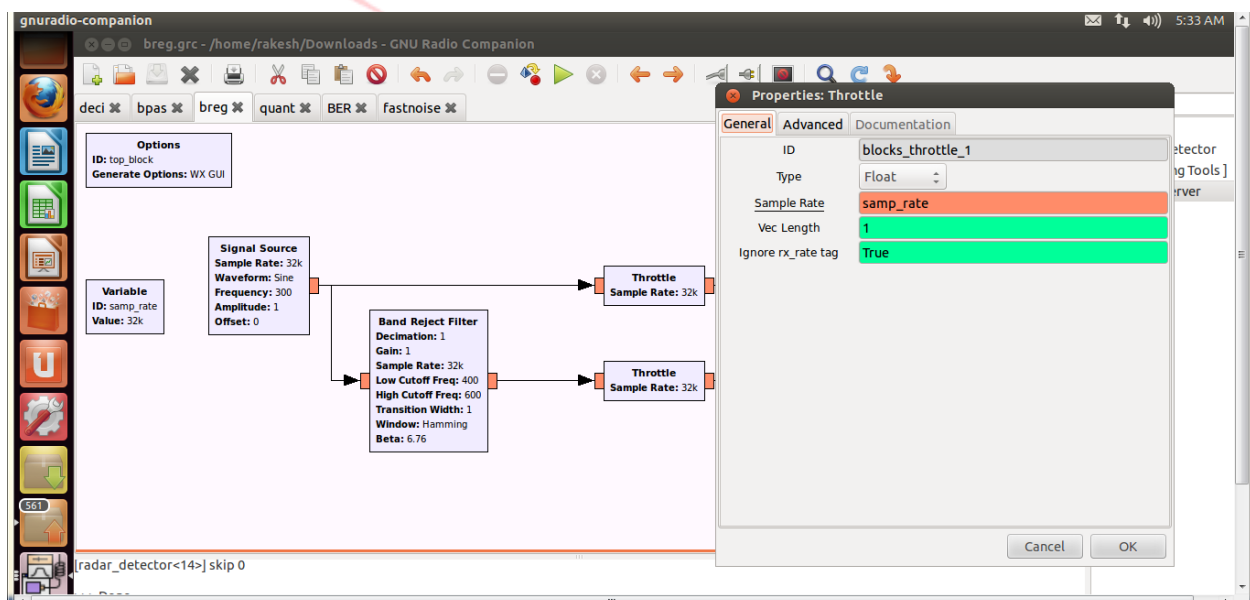 gnuradio-companion
5:33 AM
breg.grc - /home/rakesh/Downloads - GNU Radio Companion
deci bpas breg quant BER fastnoise
Options
ID: top_block
Generate Options: WX GUI
Variable
ID: samp_rate
Value: 32k
Signal Source
Sample Rate: 32k
Waveform: Sine
Frequency: 300
Amplitude: 1
Offset: 0
Band Reject Filter
Decimation: 1
Gain: 1
Sample Rate: 32k
Low Cutoff Freq: 400
High Cutoff Freq: 600
Transition Width: 1
Window: Hamming
Beta: 6.76
Throttle
Sample Rate: 32k
Throttle
Sample Rate: 32k
Properties: Throttle
General Advanced Documentation
ID blocks_throttle_1
Type Float
Sample Rate samp_rate
Vec Length 1
Ignore rx_rate tag True
Cancel OK
etector
ng Tools ]
rver
561
[radar_detector<14>] skip 0